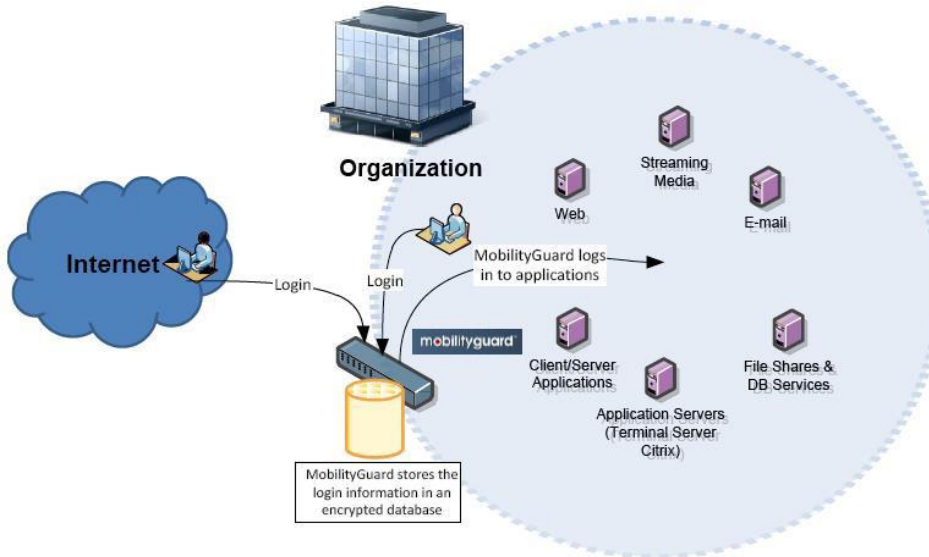 Organization
Streaming
Media
Web
E-mail
Internet
Login
Login
MobilityGuard logs
in to applications
mobilityguard™
Client/Server
Applications
File Shares &
DB Services
Application Servers
(Terminal Server
Citrix)
MobilityGuard stores the
login information in an
encrypted database